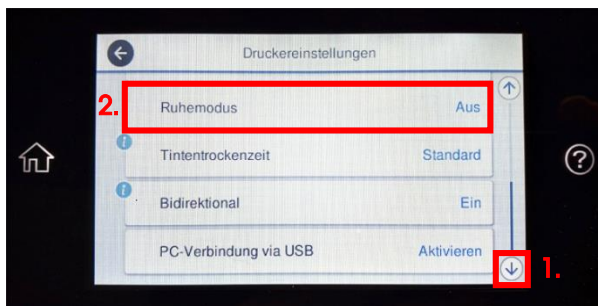 Druckereinstellungen
2. Ruhemodus Aus
i Tintentrockenzeit Standard
i Bidirektional Ein
PC-Verbindung via USB Aktivieren
1.
?